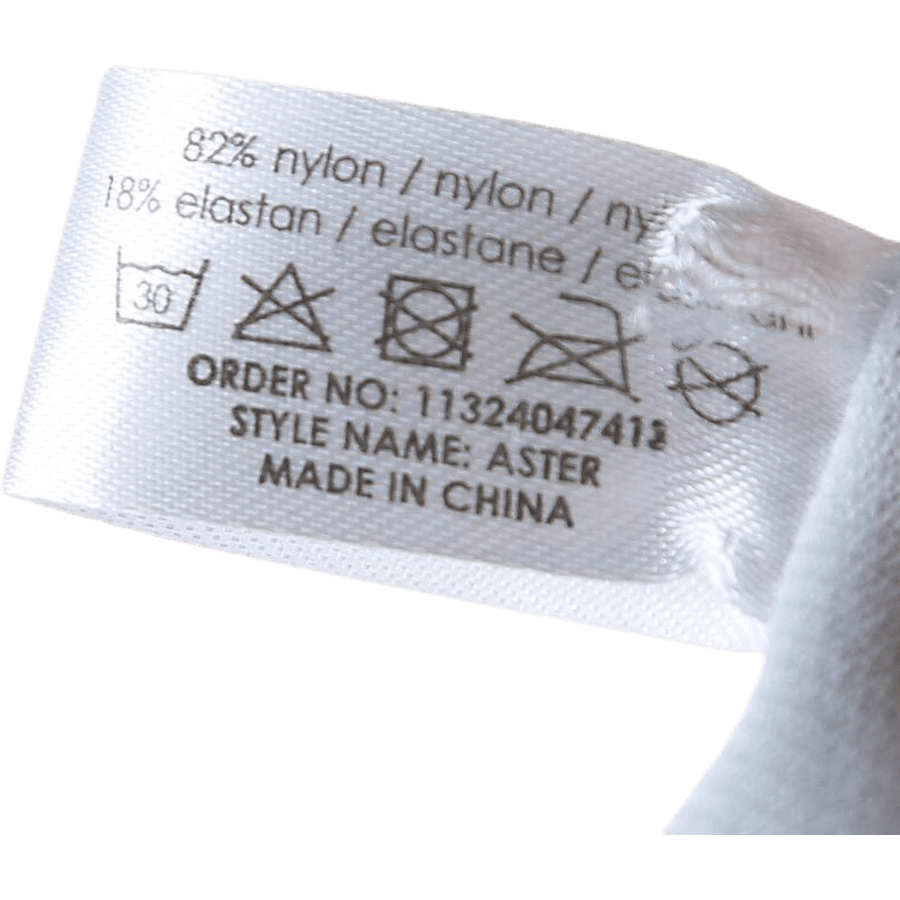 82% nylon / nylon /
18% elastan / elastane /
30
ORDER NO:
STYLE NAME: ASTER
MADE IN CHINA